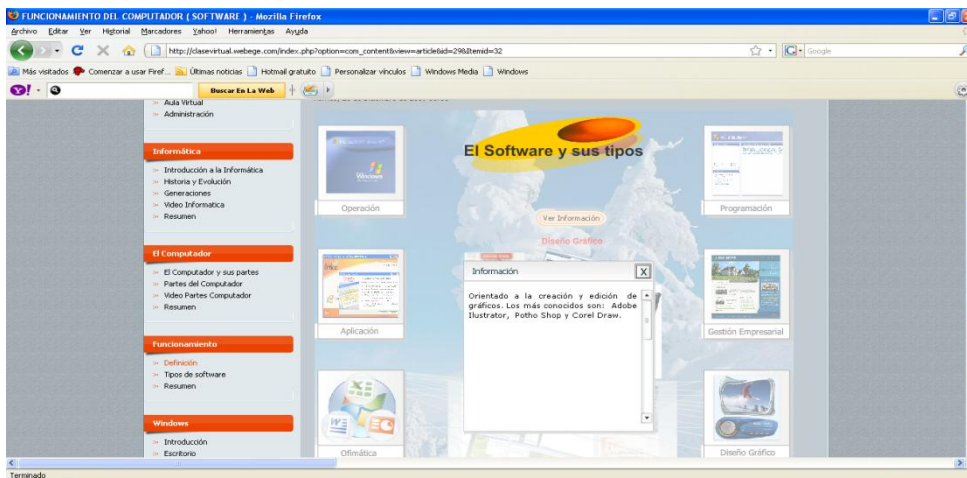 FUNCIONAMIENTO DEL COMPUTADOR ( SOFTWARE ) - Mozilla Firefox
Archivo Editar Ver Historial Marcadores Yahoo! Herramientas Ayuda
http://clasevirtual.webege.com/index.php?option=com_content&view=article&id=29&Itemid=32
Google
Más visitados Comenzar a usar Firef... Últimas noticias Hotmail gratuito Personalizar vínculos Windows Media Windows
Buscar En La Web
Aula Virtual
Administración
Informática
Introducción a la Informática
Historia y Evolución
Generaciones
Video Informatica
Resumen
El Computador
El Computador y sus partes
Partes del Computador
Video Partes Computador
Resumen
Funcionamiento
Definición
Tipos de software
Resumen
Windows
Introducción
Escritorio
El Software y sus tipos
Windows
Operación
Programación
Ver Información
Diseño Gráfico
Información X
Orientado a la creación y edición de
gráficos. Los más conocidos son: Adobe
Ilustrator, Potho Shop y Corel Draw.
Aplicación
Gestión Empresarial
Ofimática
Diseño Gráfico
Terminado